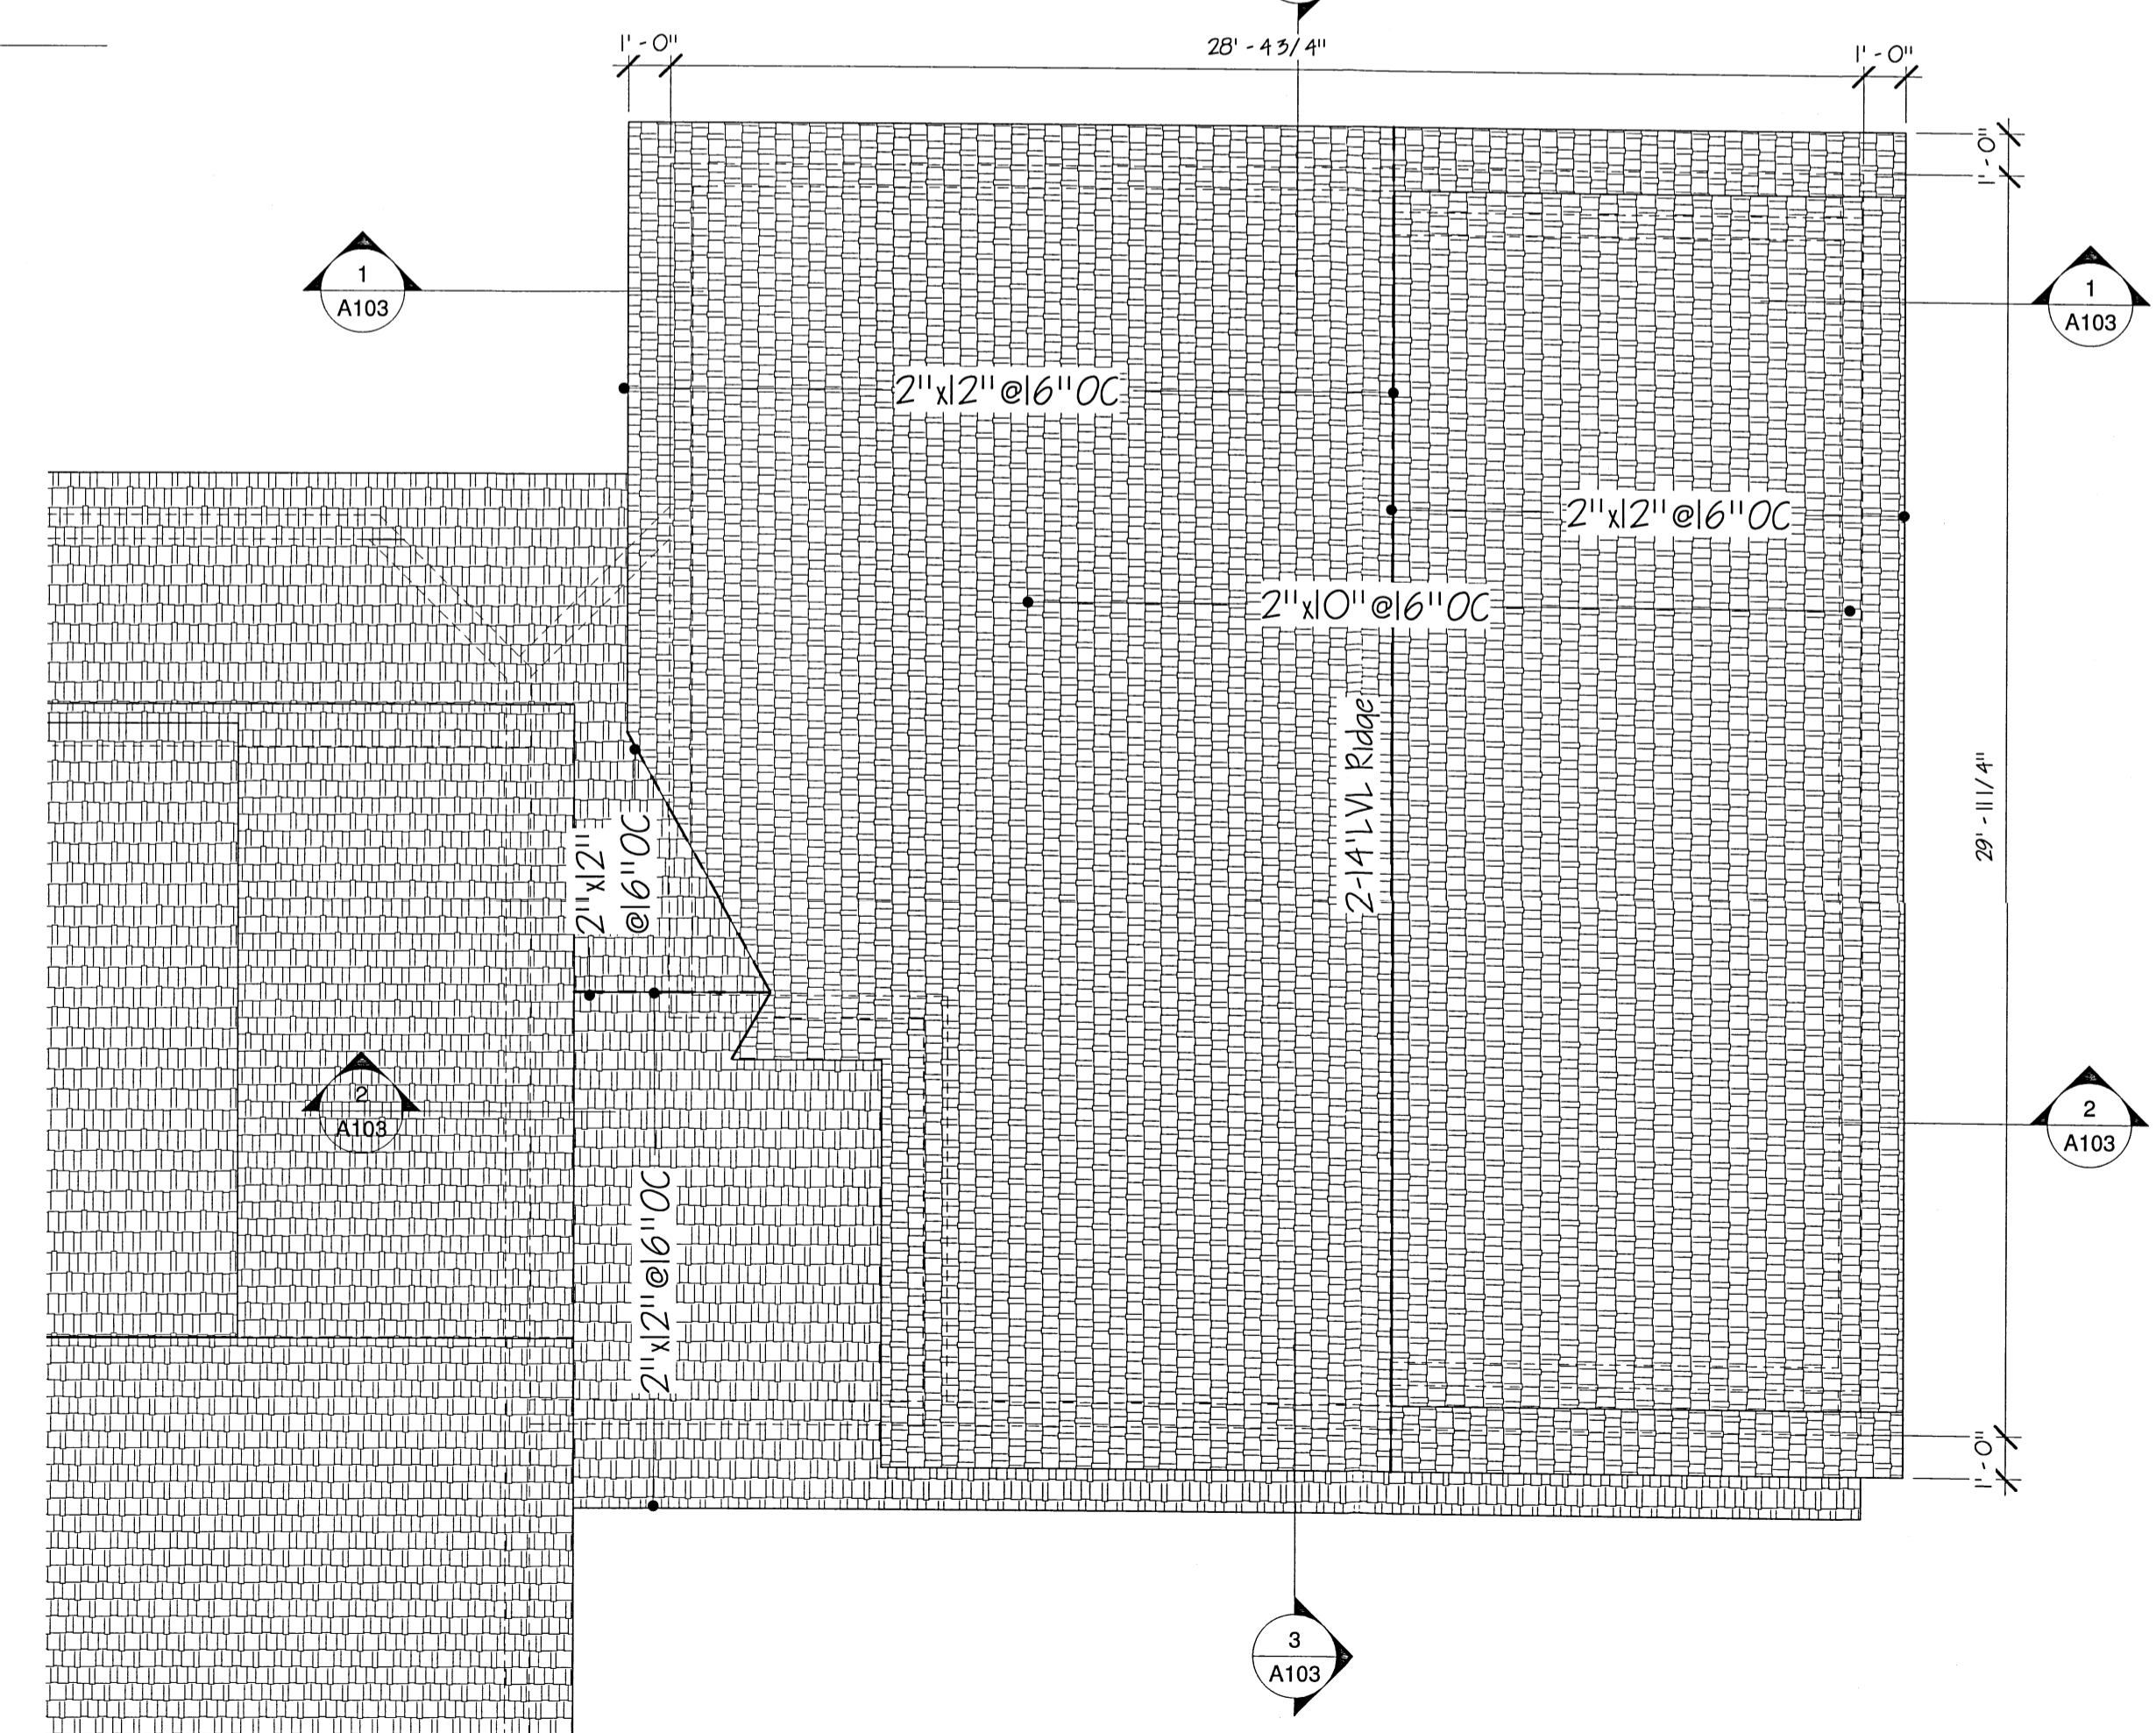 1' - 0"
28' - 4 3/4"
1' - 0"
1' - 0"
1
A103
1
A103
2"x12"@16"OC
2"x12"@16"OC
2"x10"@16"OC
2-14"LVL Ridge
29' - 11 1/4"
2"x12"
@16"OC
2
A103
2
A103
2"x12"@16"OC
1' - 0"
3
A103